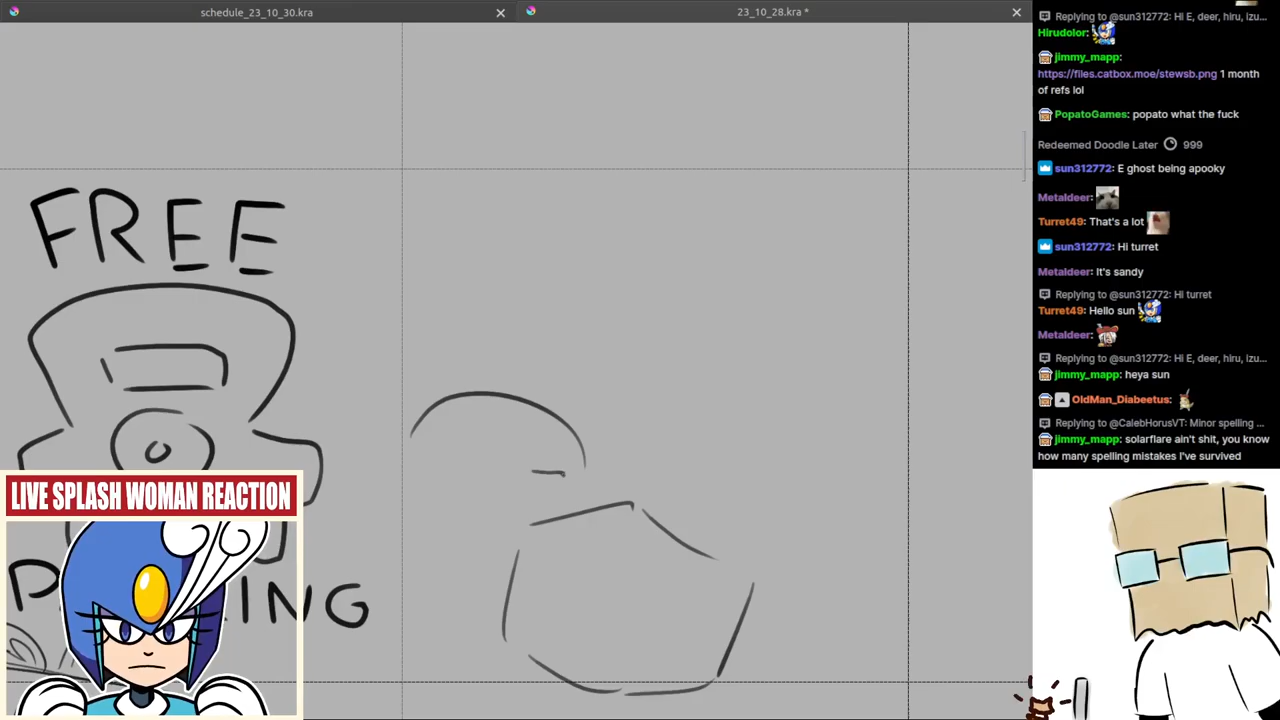 schedule_23_10_30.kra
23_10_28.kra *
FREE
P
ING
LIVE SPLASH WOMAN REACTION
Replying to @sun312772: Hi E, deer, hiru, izu...
Hirudolor:
jimmy_mapp:
https://files.catbox.moe/stewsb.png 1 month
of refs lol
PopatoGames: popato what the fuck
Redeemed Doodle Later 999
sun312772: E ghost being apooky
Metaldeer:
Turret49: That's a lot
sun312772: Hi turret
Metaldeer: It's sandy
Replying to @sun312772: Hi turret
Turret49: Hello sun
Metaldeer:
Replying to @sun312772: Hi E, deer, hiru, izu...
jimmy_mapp: heya sun
OldMan_Diabeetus:
Replying to @CalebHorusVT: Minor spelling ...
jimmy_mapp: solarflare ain't shit, you know
how many spelling mistakes I've survived